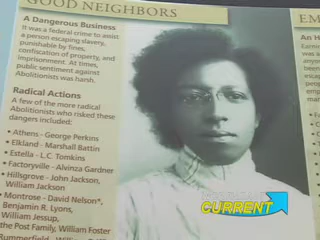 GOOD NEIGHBORS
A Dangerous Business
It was a federal crime to assist
a person escaping slavery,
punishable by fines,
confiscation of property, and
imprisonment. At times,
public sentiment against
Abolitionists was harsh.
Radical Actions
A few of the more radical
Abolitionists who risked these
dangers included:
• Athens - George Perkins
• Elkland - Marshall Battin
• Estella - L.C. Tomkins
• Factoryville - Alvinza Gardner
• Hillsgrove - John Jackson,
William Jackson
• Montrose - David Nelson*,
Benjamin R. Lyons,
William Jessup,
the Post Family, William Foster
EM
An H
CURRENT